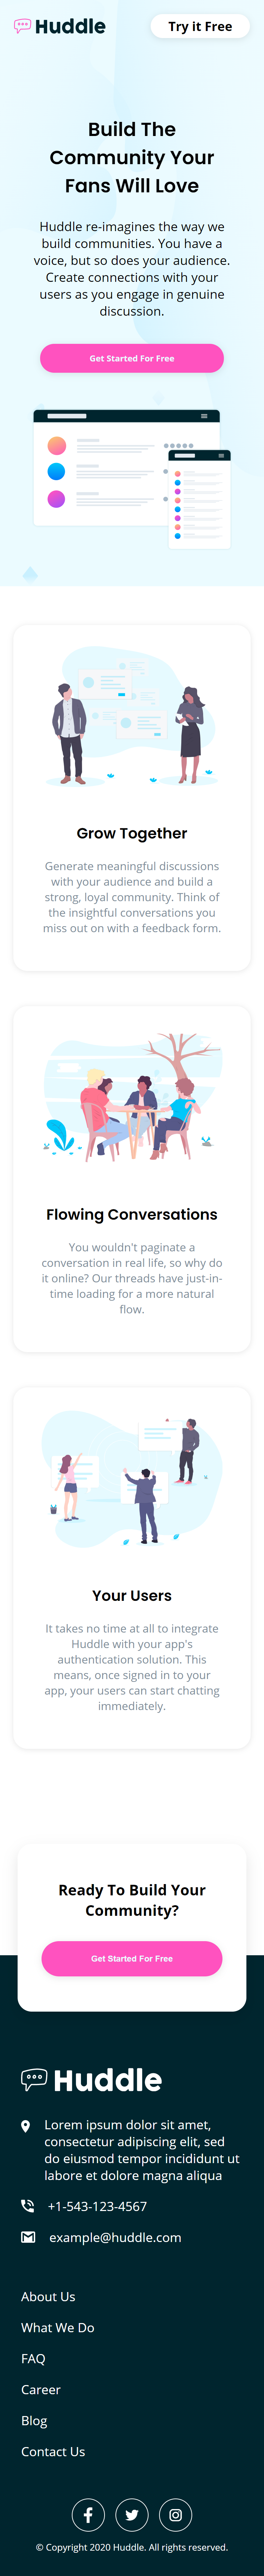 Huddle
Try it Free
Build The
Community Your
Fans Will Love
Huddle re-imagines the way we
build communities. You have a
voice, but so does your audience.
Create connections with your
users as you engage in genuine
discussion.
Get Started For Free
Grow Together
Generate meaningful discussions
with your audience and build a
strong, loyal community. Think of
the insightful conversations you
miss out on with a feedback form.
Flowing Conversations
You wouldn't paginate a
conversation in real life, so why do
it online? Our threads have just-in-
time loading for a more natural
flow.
Your Users
It takes no time at all to integrate
Huddle with your app's
authentication solution. This
means, once signed in to your
app, your users can start chatting
immediately.
Ready To Build Your
Community?
Get Started For Free
Huddle
Lorem ipsum dolor sit amet,
consectetur adipiscing elit, sed
do eiusmod tempor incididunt ut
labore et dolore magna aliqua
+1-543-123-4567
example@huddle.com
About Us
What We Do
FAQ
Career
Blog
Contact Us
© Copyright 2020 Huddle. All rights reserved.